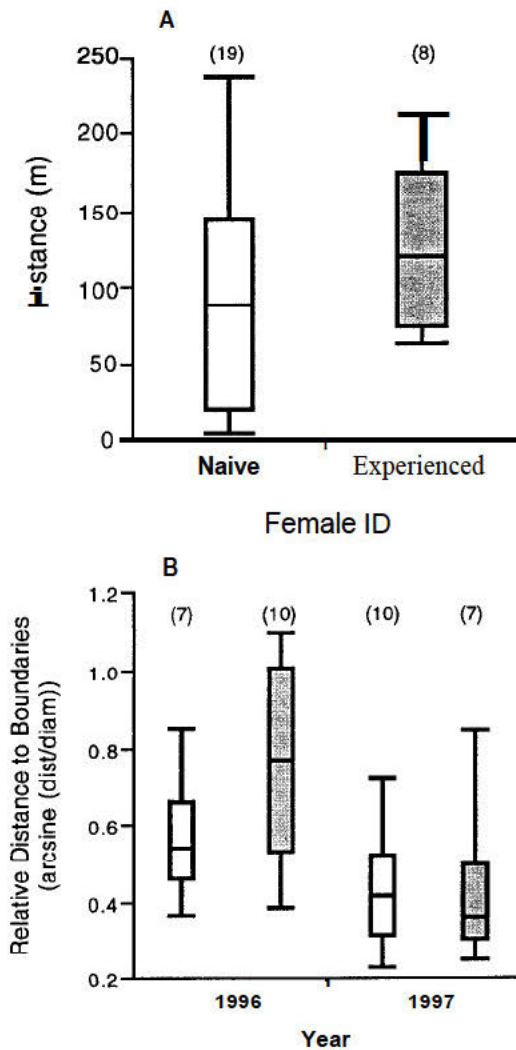 A
(19) (8)
250
200
150
100
50
0
stance (m)
Naive Experienced
Female ID
B
(7) (10) (10) (7)
1.2
1.0
0.8
0.6
0.4
0.2
Relative Distance to Boundaries
(arcsine (dist/diam))
1996 1997
Year